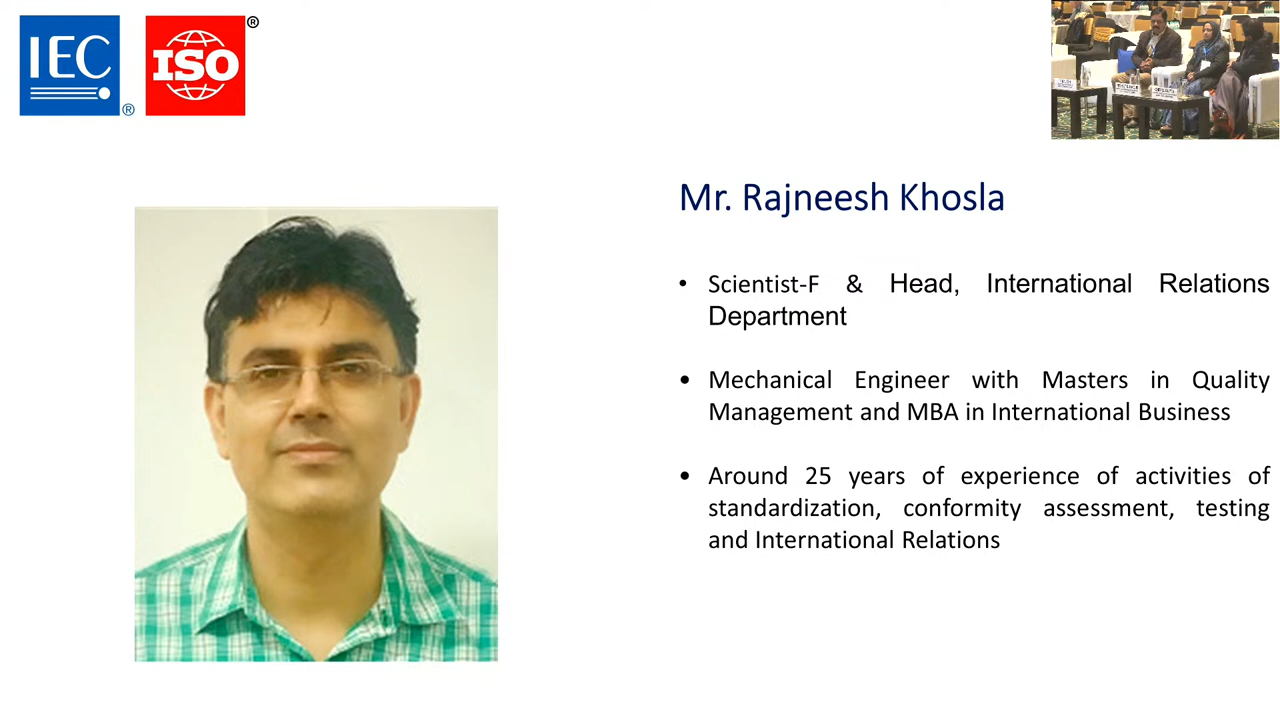 IEC ® ISO ®
Mr. Rajneesh Khosla
• Scientist-F & Head, International Relations
Department
• Mechanical Engineer with Masters in Quality
Management and MBA in International Business
• Around 25 years of experience of activities of
standardization, conformity assessment, testing
and International Relations